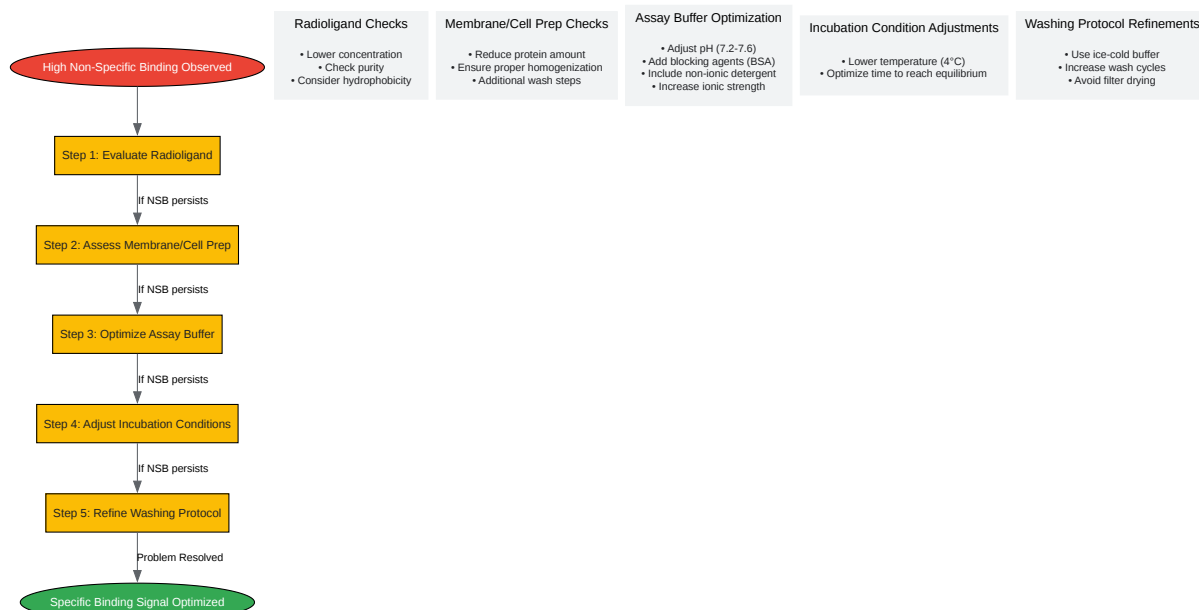 High Non-Specific Binding Observed
Step 1: Evaluate Radioligand
If NSB persists
Step 2: Assess Membrane/Cell Prep
If NSB persists
Step 3: Optimize Assay Buffer
If NSB persists
Step 4: Adjust Incubation Conditions
If NSB persists
Step 5: Refine Washing Protocol
Problem Resolved
Specific Binding Signal Optimized
Radioligand Checks
• Lower concentration
• Check purity
• Consider hydrophobicity
Membrane/Cell Prep Checks
• Reduce protein amount
• Ensure proper homogenization
• Additional wash steps
Assay Buffer Optimization
• Adjust pH (7.2-7.6)
• Add blocking agents (BSA)
• Include non-ionic detergent
• Increase ionic strength
Incubation Condition Adjustments
• Lower temperature (4°C)
• Optimize time to reach equilibrium
Washing Protocol Refinements
• Use ice-cold buffer
• Increase wash cycles
• Avoid filter drying